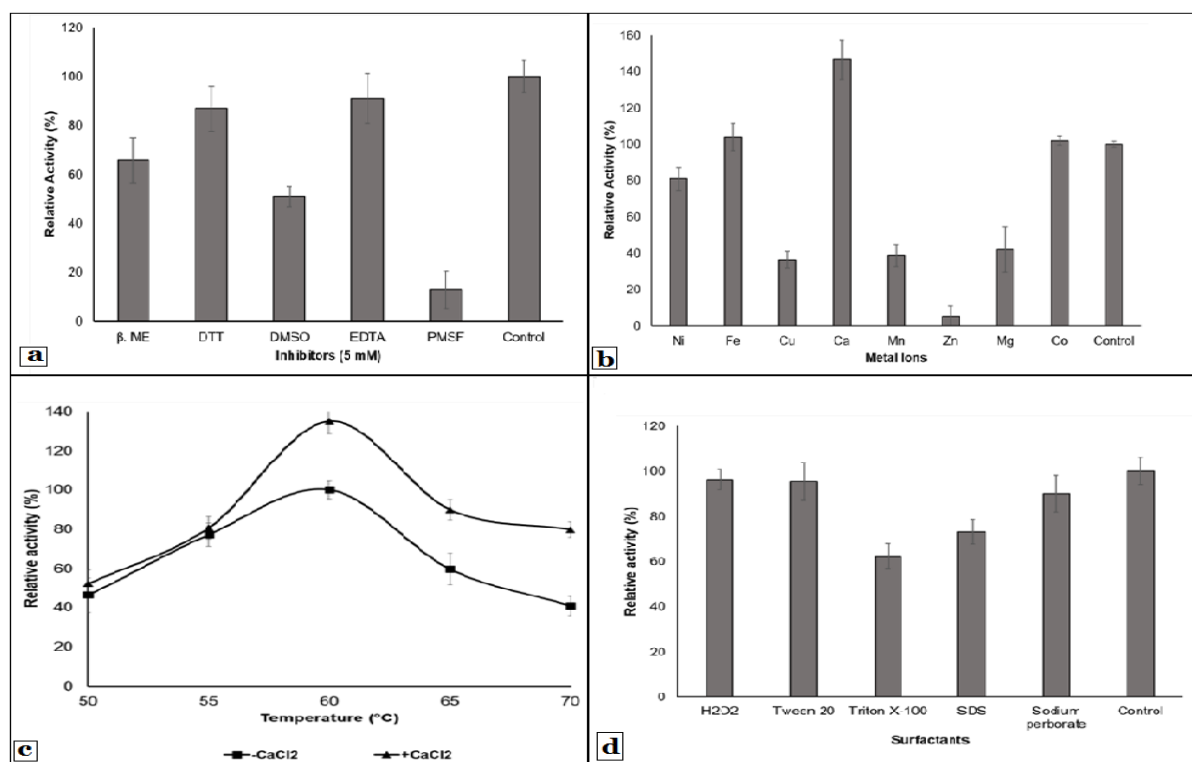 120
100
80
60
40
20
0
Relative Activity (%)
β. ME DTT DMSO EDTA PMSF Control
Inhibitors (5 mM)
a
160
140
120
100
80
60
40
20
0
Relative Activity (%)
Ni Fe Cu Ca Mn Zn Mg Co Control
Metal Ions
b
140
120
100
80
60
40
20
0
Relative activity (%)
50 55 60 65 70
Temperature (°C)
-CaCl2 +CaCl2
c
120
100
80
60
40
20
0
Relative activity (%)
H2O2 Tween 20 Triton X-100 SDS Sodium perborate Control
Surfactants
d